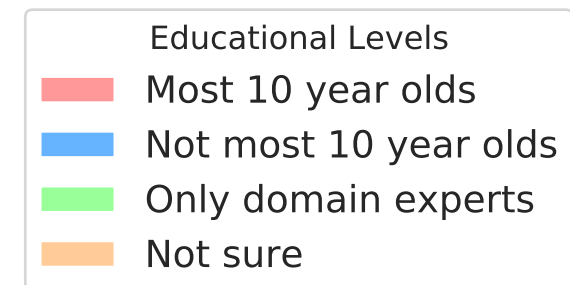 Educational Levels
Most 10 year olds
Not most 10 year olds
Only domain experts
Not sure